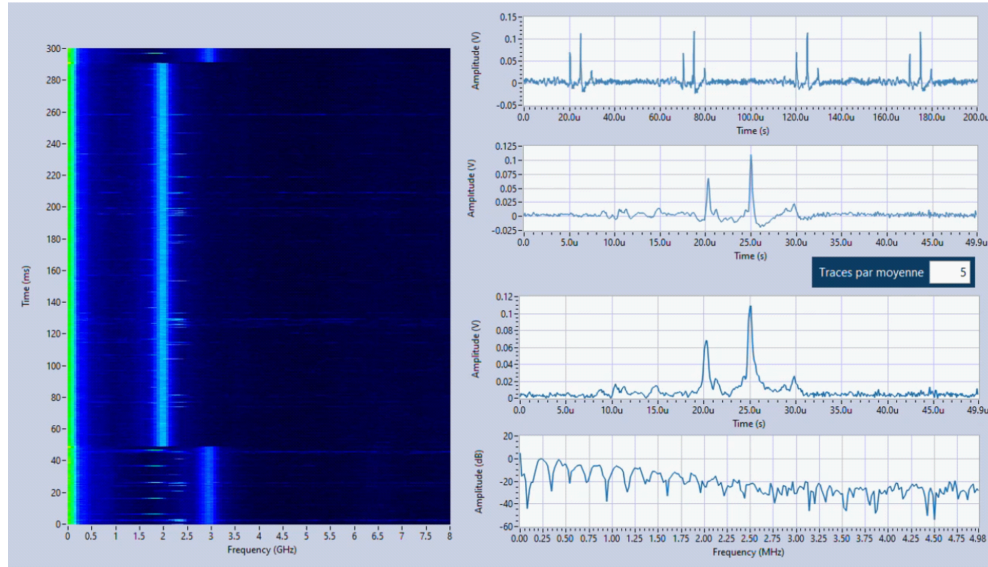 300-
280-
260-
240-
220-
200-
180-
160-
140-
120-
100-
80-
60-
40-
20-
0-
Time (ms)
0 0.5 1 1.5 2 2.5 3 3.5 4 4.5 5 5.5 6 6.5 7 7.5 8
Frequency (GHz)
0.15
0.1
0.05
0
-0.05
Amplitude (V)
0.0 20.0u 40.0u 60.0u 80.0u 100.0u 120.0u 140.0u 160.0u 180.0u 200.0u
Time (s)
0.125
0.1
0.075
0.05
0.025
0
-0.025
Amplitude (V)
0.0 5.0u 10.0u 15.0u 20.0u 25.0u 30.0u 35.0u 40.0u 45.0u 49.9u
Time (s)
Traces par moyenne 5
0.12
0.1
0.08
0.06
0.04
0.02
0
Amplitude (V)
0.0 5.0u 10.0u 15.0u 20.0u 25.0u 30.0u 35.0u 40.0u 45.0u 49.9u
Time (s)
20
0
-20
-40
-60
Amplitude (dB)
0.00 0.25 0.50 0.75 1.00 1.25 1.50 1.75 2.00 2.25 2.50 2.75 3.00 3.25 3.50 3.75 4.00 4.25 4.50 4.75 4.98
Frequency (MHz)